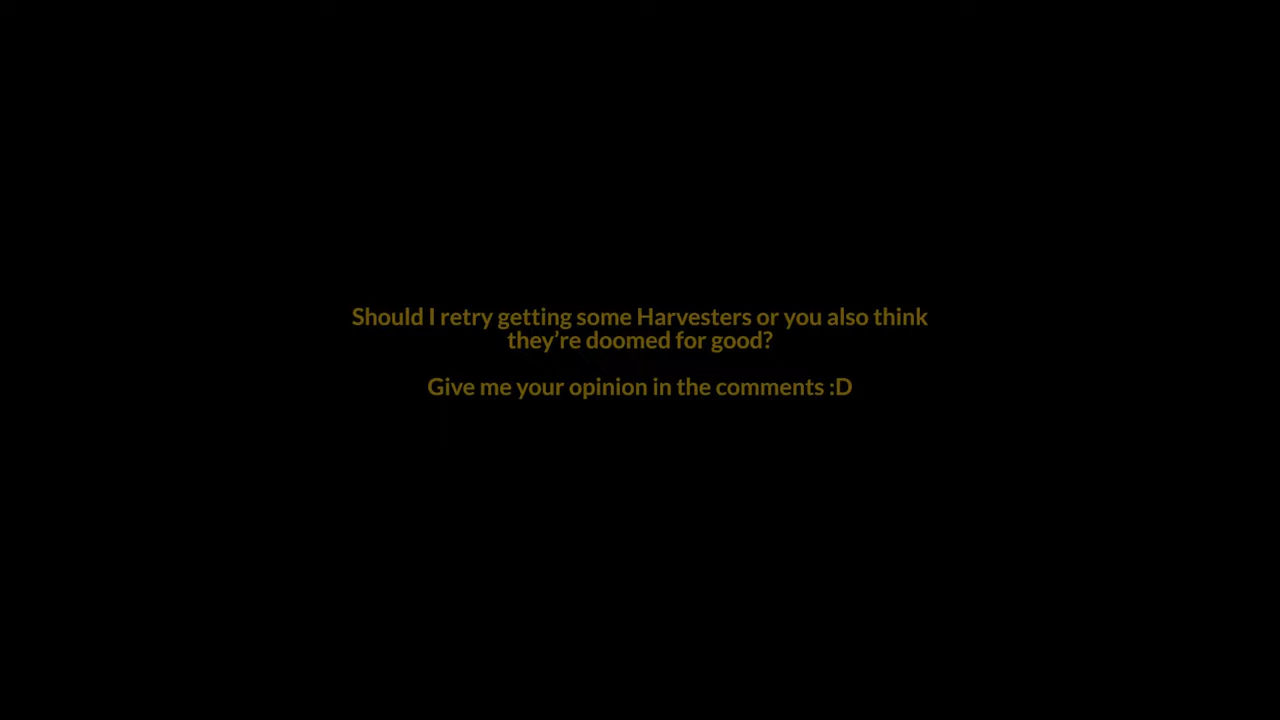 Should I retry getting some Harvesters or you also think
they’re doomed for good?
Give me your opinion in the comments :D